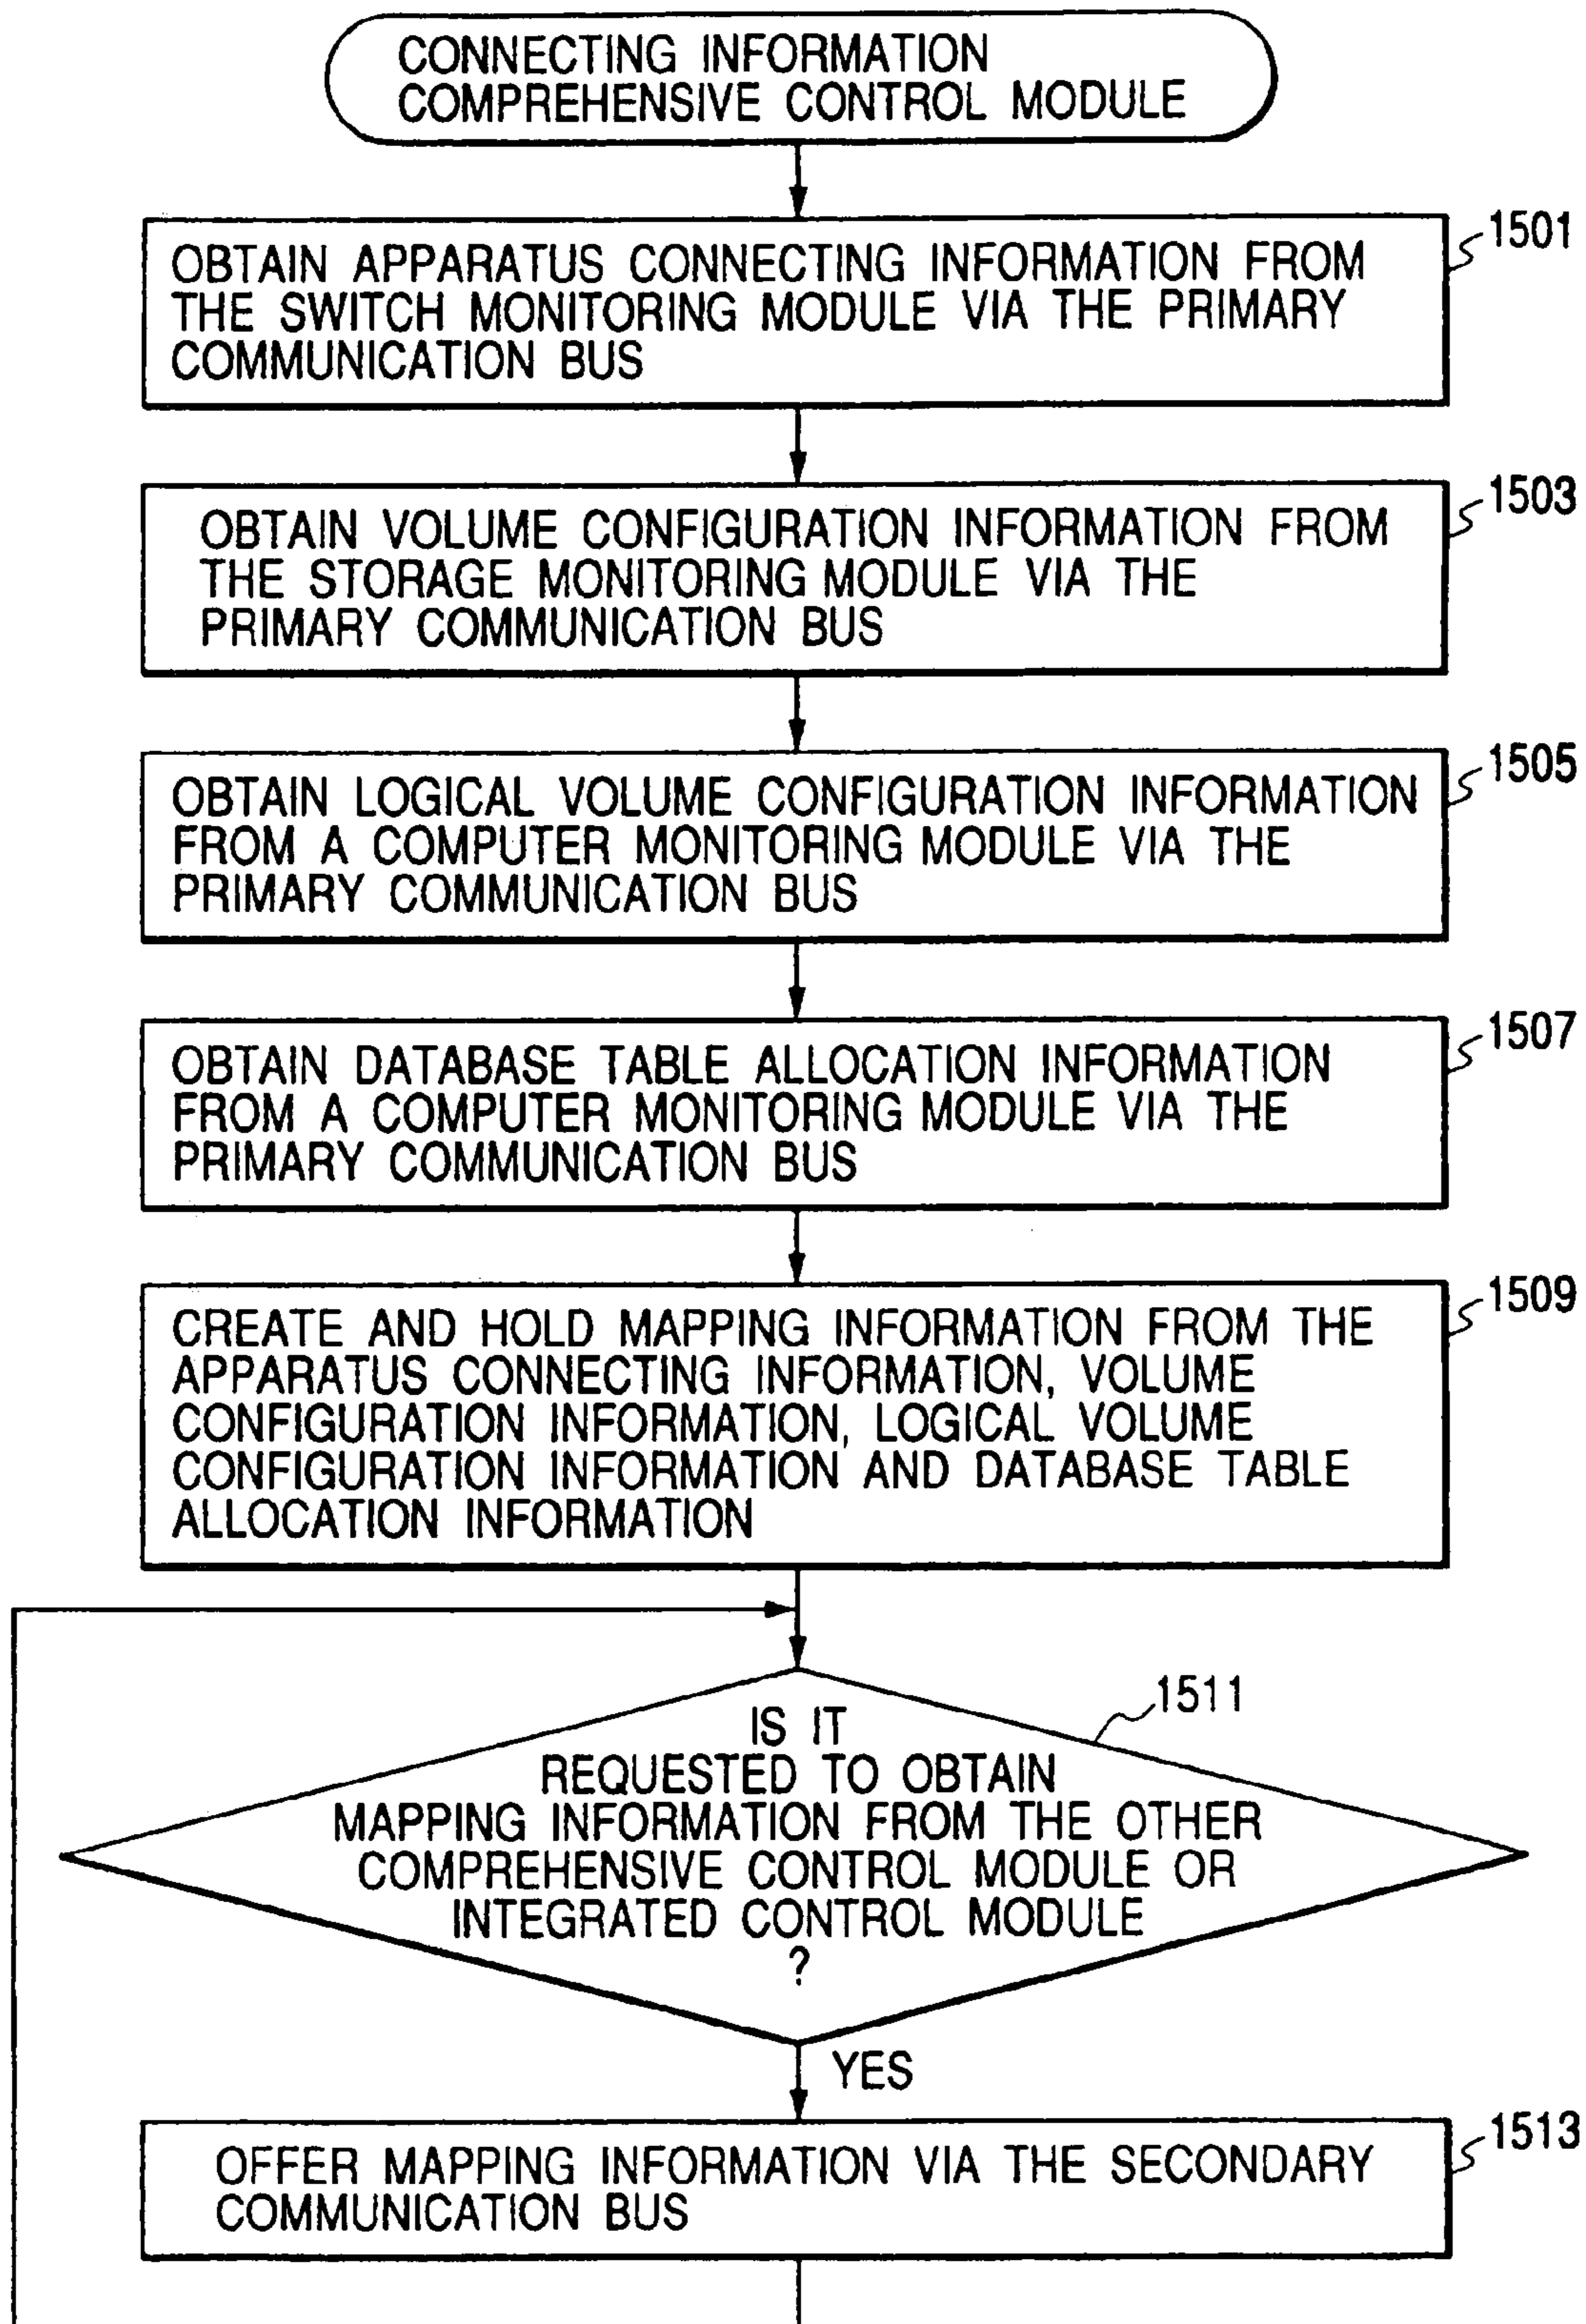 CONNECTING INFORMATION
COMPREHENSIVE CONTROL MODULE
1501
OBTAIN APPARATUS CONNECTING INFORMATION FROM
THE SWITCH MONITORING MODULE VIA THE PRIMARY
COMMUNICATION BUS
1503
OBTAIN VOLUME CONFIGURATION INFORMATION FROM
THE STORAGE MONITORING MODULE VIA THE
PRIMARY COMMUNICATION BUS
1505
OBTAIN LOGICAL VOLUME CONFIGURATION INFORMATION
FROM A COMPUTER MONITORING MODULE VIA THE
PRIMARY COMMUNICATION BUS
1507
OBTAIN DATABASE TABLE ALLOCATION INFORMATION
FROM A COMPUTER MONITORING MODULE VIA THE
PRIMARY COMMUNICATION BUS
1509
CREATE AND HOLD MAPPING INFORMATION FROM THE
APPARATUS CONNECTING INFORMATION, VOLUME
CONFIGURATION INFORMATION, LOGICAL VOLUME
CONFIGURATION INFORMATION AND DATABASE TABLE
ALLOCATION INFORMATION
1511
IS IT
REQUESTED TO OBTAIN
MAPPING INFORMATION FROM THE OTHER
COMPREHENSIVE CONTROL MODULE OR
INTEGRATED CONTROL MODULE
?
YES
1513
OFFER MAPPING INFORMATION VIA THE SECONDARY
COMMUNICATION BUS